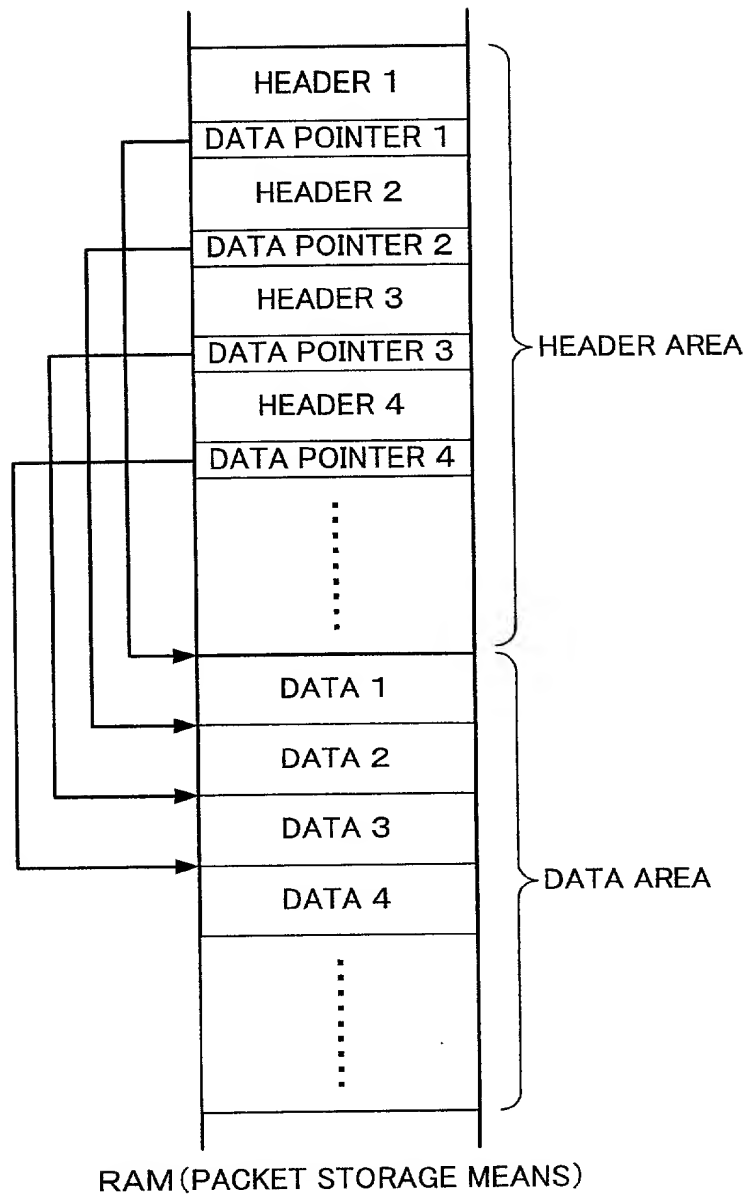 HEADER 1
DATA POINTER 1
HEADER 2
DATA POINTER 2
HEADER 3
DATA POINTER 3
HEADER 4
DATA POINTER 4
HEADER AREA
DATA 1
DATA 2
DATA 3
DATA 4
DATA AREA
RAM (PACKET STORAGE MEANS)